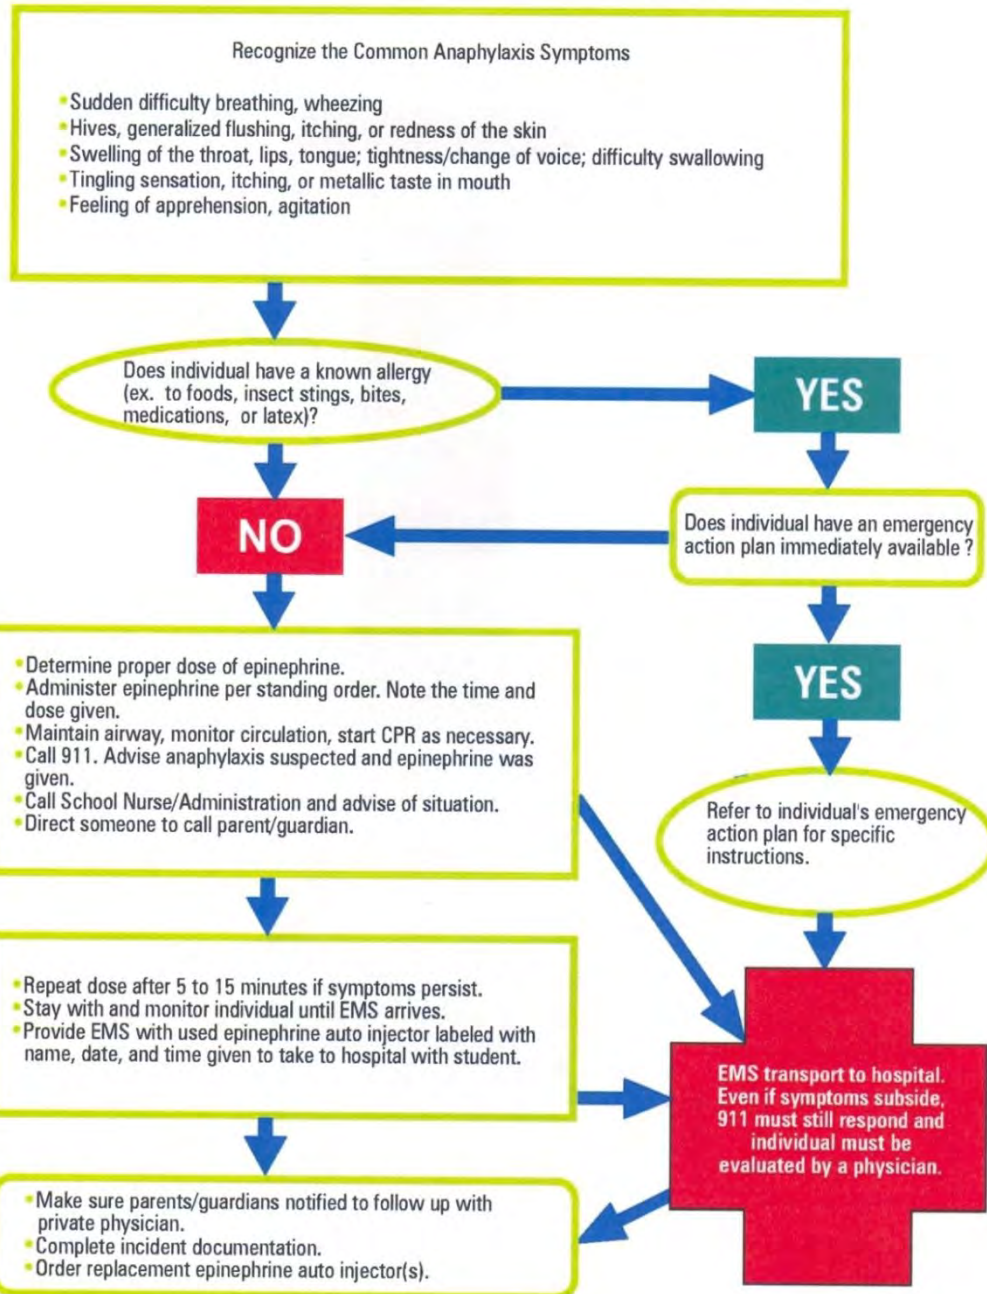 Recognize the Common Anaphylaxis Symptoms
•Sudden difficulty breathing, wheezing
•Hives, generalized flushing, itching, or redness of the skin
•Swelling of the throat, lips, tongue; tightness/change of voice; difficulty swallowing
•Tingling sensation, itching, or metallic taste in mouth
•Feeling of apprehension, agitation
Does individual have a known allergy
(ex. to foods, insect stings, bites,
medications, or latex)?
YES
NO
Does individual have an emergency
action plan immediately available ?
YES
•Determine proper dose of epinephrine.
•Administer epinephrine per standing order. Note the time and
dose given.
•Maintain airway, monitor circulation, start CPR as necessary.
•Call 911. Advise anaphylaxis suspected and epinephrine was
given.
•Call School Nurse/Administration and advise of situation.
•Direct someone to call parent/guardian.
Refer to individual's emergency
action plan for specific
instructions.
•Repeat dose after 5 to 15 minutes if symptoms persist.
•Stay with and monitor individual until EMS arrives.
•Provide EMS with used epinephrine auto injector labeled with
name, date, and time given to take to hospital with student.
EMS transport to hospital.
Even if symptoms subside,
911 must still respond and
individual must be
evaluated by a physician.
•Make sure parents/guardians notified to follow up with
private physician.
•Complete incident documentation.
•Order replacement epinephrine auto injector(s).